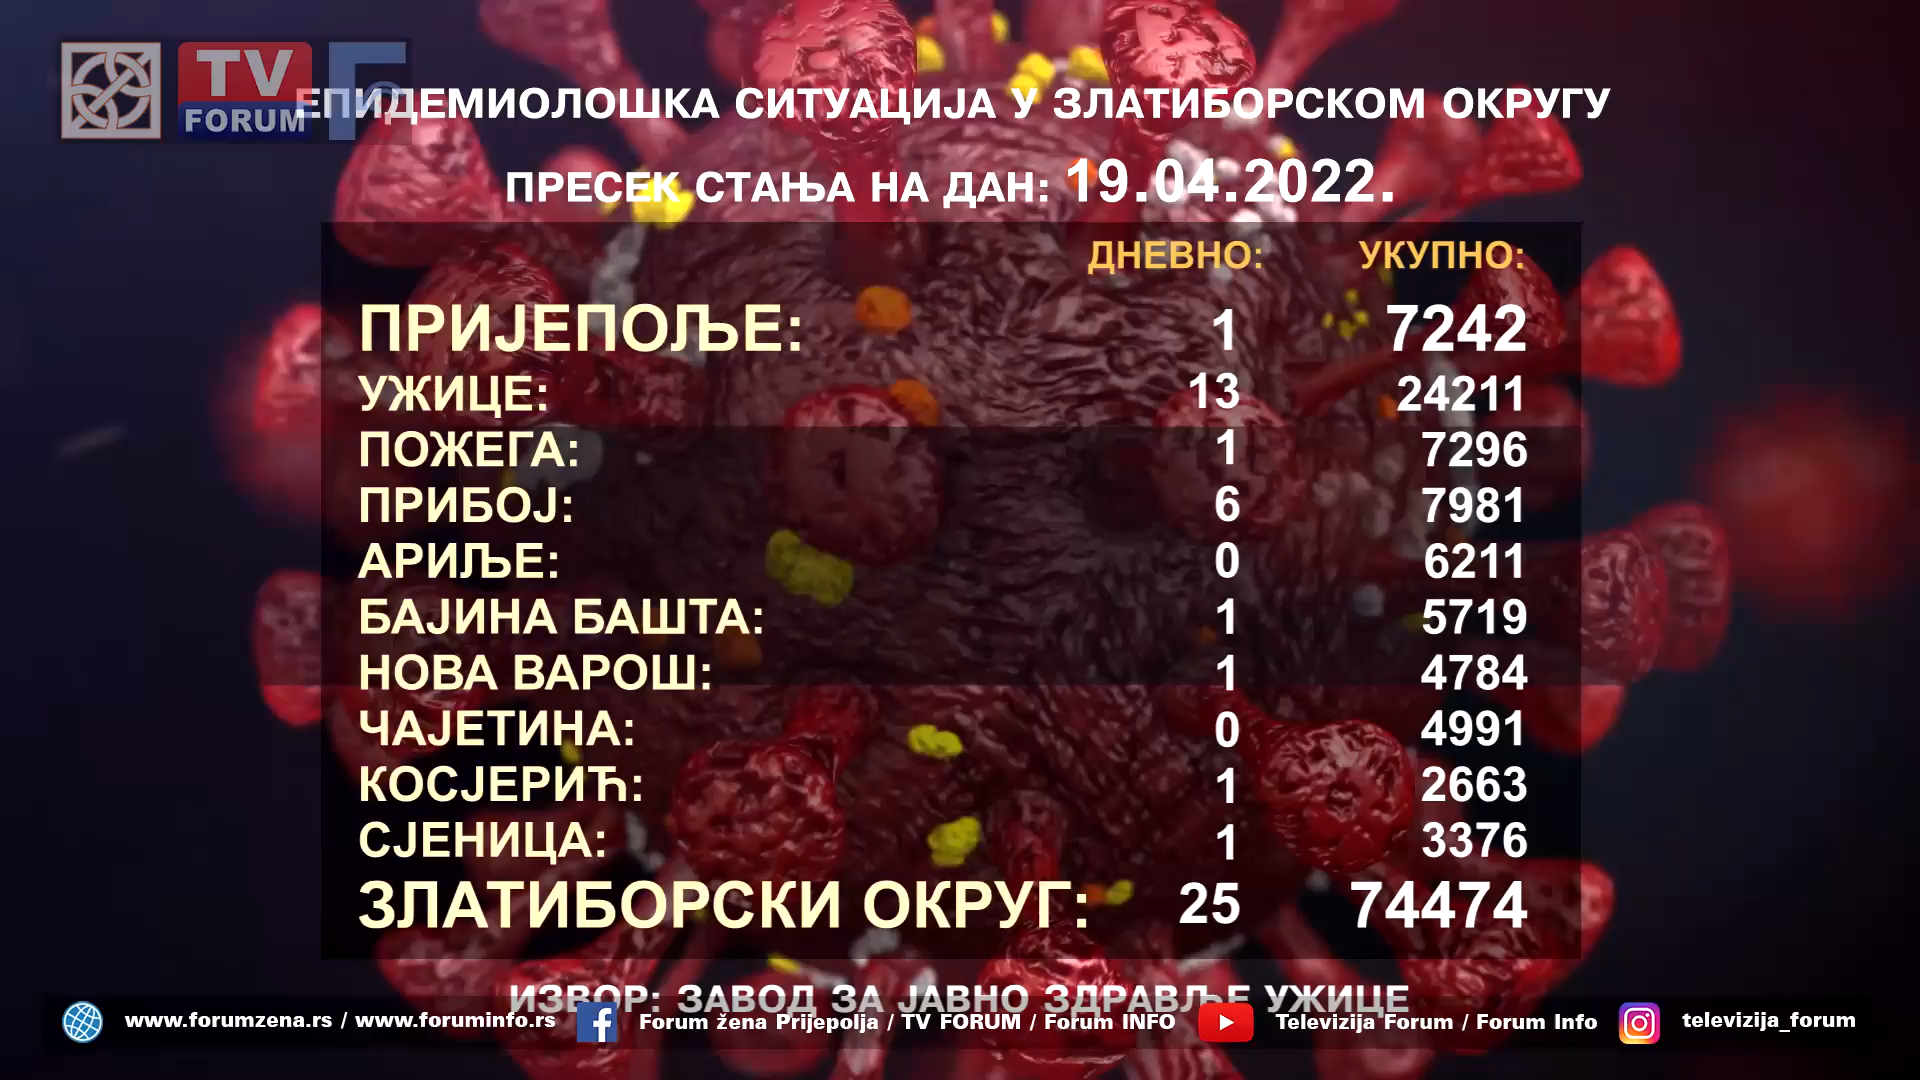 TV
FORUM
F
ЕПИДЕМИОЛОШКА СИТУАЦИЈА У ЗЛАТИБОРСКОМ ОКРУГУ
ПРЕСЕК СТАЊА НА ДАН: 19.04.2022.
ДНЕВНО: УКУПНО:
ПРИЈЕПОЉЕ: 1 7242
УЖИЦЕ: 13 24211
ПОЖЕГА: 1 7296
ПРИБОЈ: 6 7981
АРИЉЕ: 0 6211
БАЈИНА БАШТА: 1 5719
НОВА ВАРОШ: 1 4784
ЧАЈЕТИНА: 0 4991
КОСЈЕРИЋ: 1 2663
СЈЕНИЦА: 1 3376
ЗЛАТИБОРСКИ ОКРУГ: 25 74474
ИЗВОР: ЗАВОД ЗА ЈАВНО ЗДРАВЉЕ УЖИЦЕ
www.forumzena.rs / www.foruminfo.rs Forum žena Prijepolja / TV FORUM / Forum INFO Televizija Forum / Forum Info televizija_forum